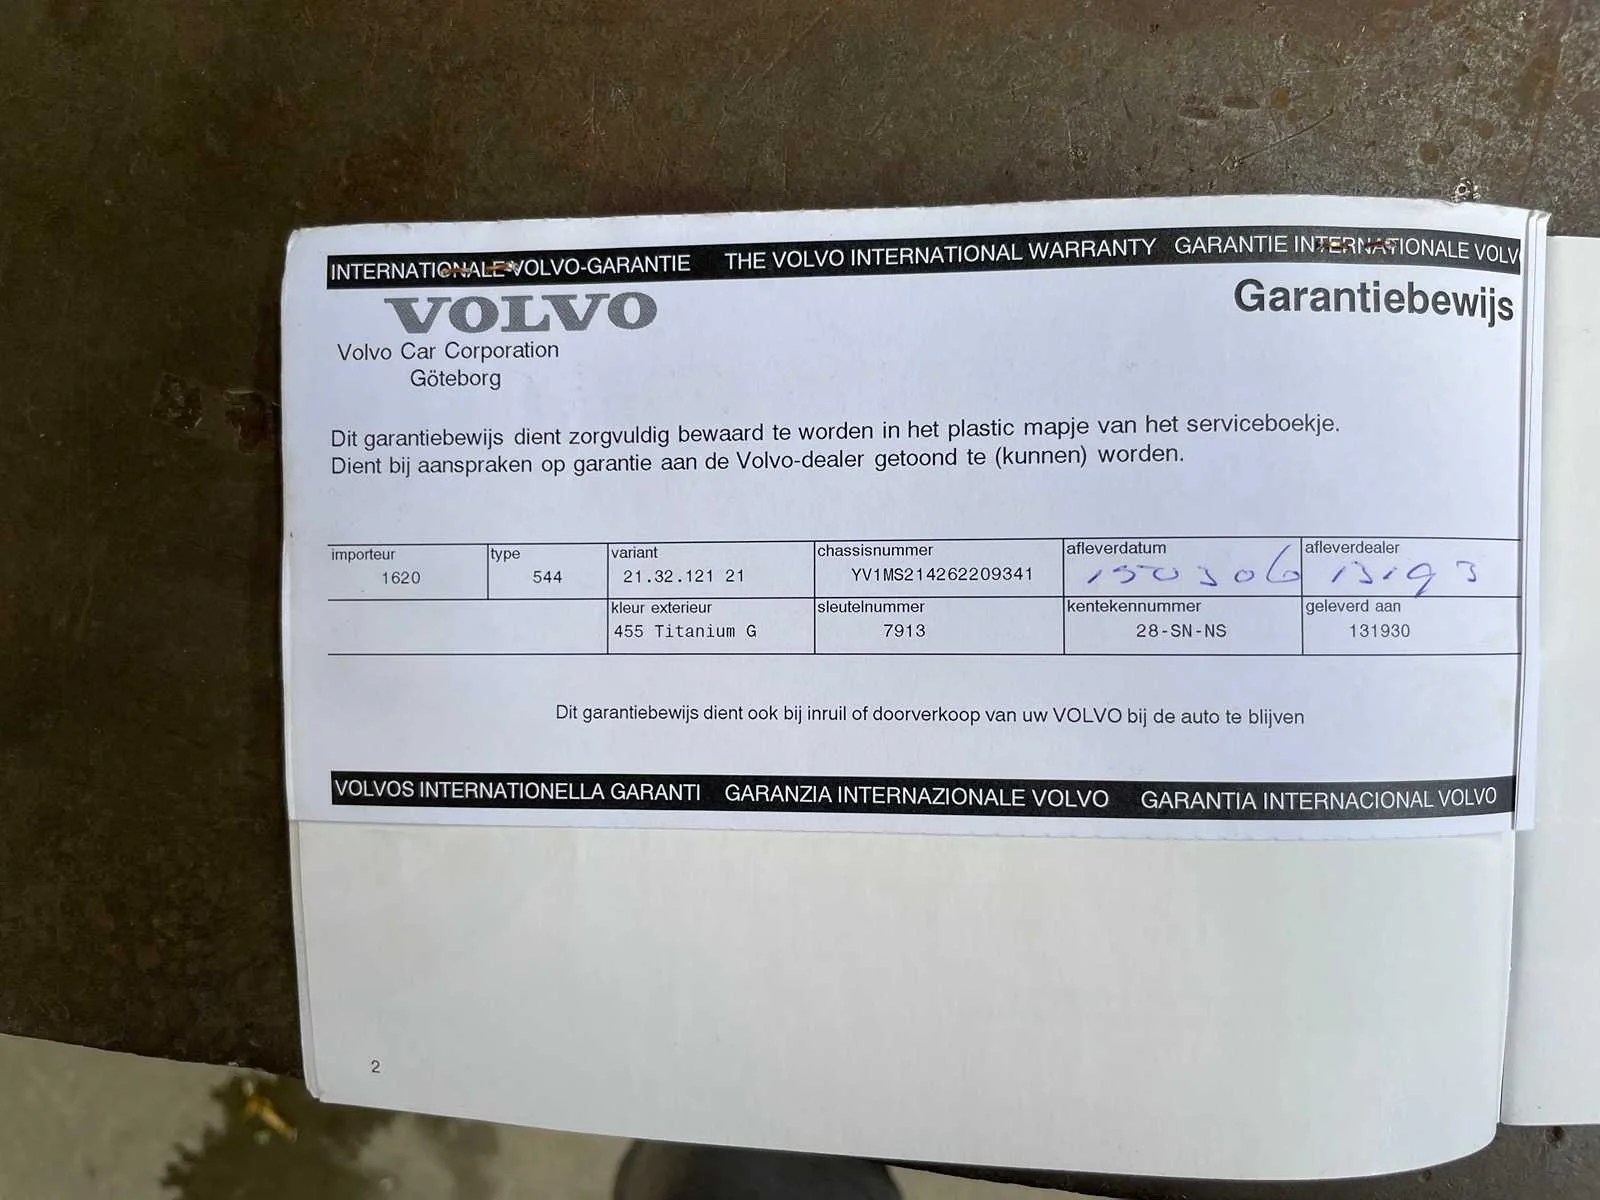 INTERNATIONALE VOLVO-GARANTIE THE VOLVO INTERNATIONAL WARRANTY GARANTIE INTERNATIONALE VOLV
VOLVO Garantiebewijs
Volvo Car Corporation
Göteborg
Dit garantiebewijs dient zorgvuldig bewaard te worden in het plastic mapje van het serviceboekje.
Dient bij aanspraken op garantie aan de Volvo-dealer getoond te (kunnen) worden.
importeur type variant chassisnummer afleverdatum afleverdealer
1620 544 21.32.121 21 YV1MS214262209341 150306 13193
kleur exterieur sleutelnummer kentekennummer geleverd aan
455 Titanium G 7913 28-SN-NS 131930
Dit garantiebewijs dient ook bij inruil of doorverkoop van uw VOLVO bij de auto te blijven
VOLVOS INTERNATIONELLA GARANTI GARANZIA INTERNAZIONALE VOLVO GARANTIA INTERNACIONAL VOLVO
2